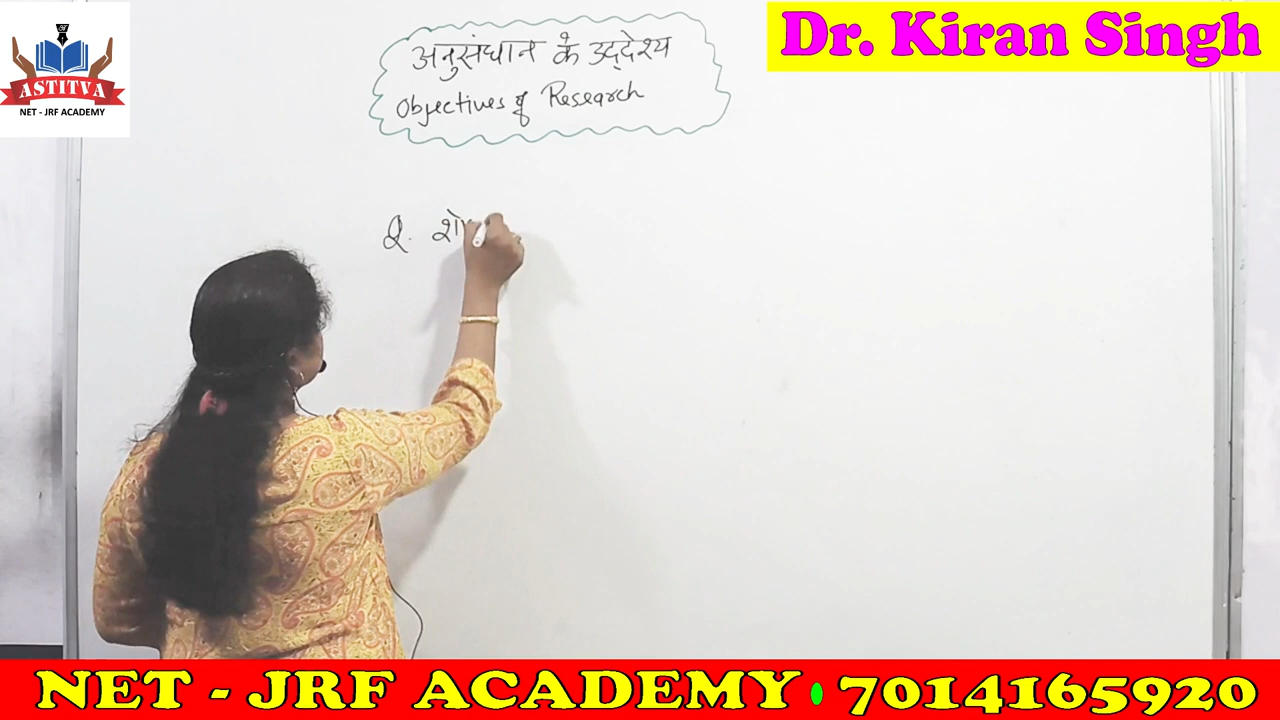 ASTITVA
NET - JRF ACADEMY
Dr. Kiran Singh
अनुसंधान के उद्देश्य
Objectives of Research
Q. शो
NET - JRF ACADEMY 7014165920